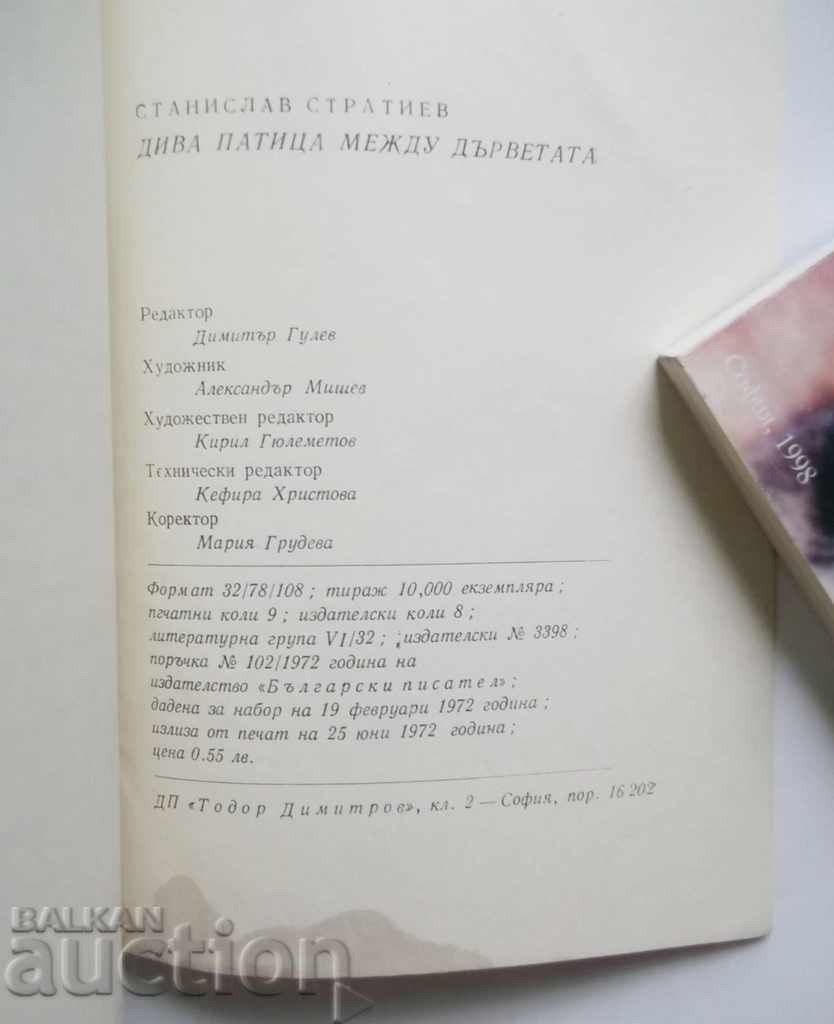 СТАНИСЛАВ СТРАТИЕВ
ДИВА ПАТИЦА МЕЖДУ ДЪРВЕТАТА
Редактор
Димитър Гулев
Художник
Александър Мишев
Художествен редактор
Кирил Гюлеметов
Технически редактор
Кефира Христова
Коректор
Мария Грудева
Формат 32/78/108; тираж 10,000 екземпляра;
печатни коли 9; издателски коли 8;
литературна група VI/32; издателски № 3398;
поръчка № 102/1972 година на
издателство «Български писател»;
дадена за набор на 19 февруари 1972 година;
излиза от печат на 25 юни 1972 година;
цена 0.55 лв.
ДП «Тодор Димитров», кл. 2 — София, пор. 16 202
София, 1998
BALKAN
auction